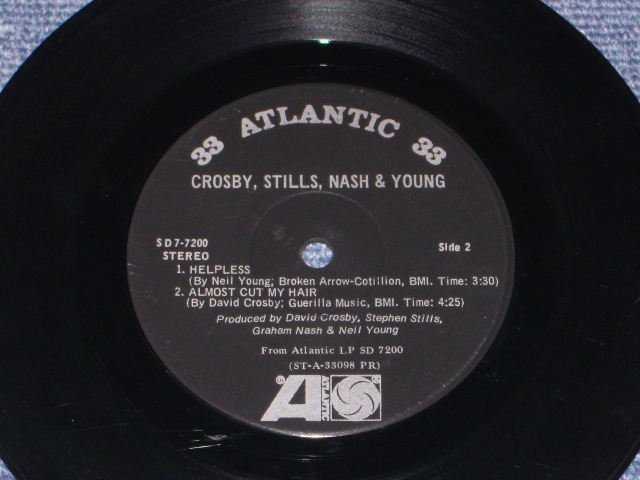 33 ATLANTIC 33
CROSBY, STILLS, NASH & YOUNG
SD7-7200
STEREO
Side 2
1. HELPLESS
(By Neil Young; Broken Arrow-Cotillion, BMI. Time: 3:30)
2. ALMOST CUT MY HAIR
(By David Crosby; Guerilla Music, BMI. Time: 4:25)
Produced by David Crosby, Stephen Stills,
Graham Nash & Neil Young
From Atlantic LP SD 7200
(ST-A-33098 PR)
© A ATLANTIC ®